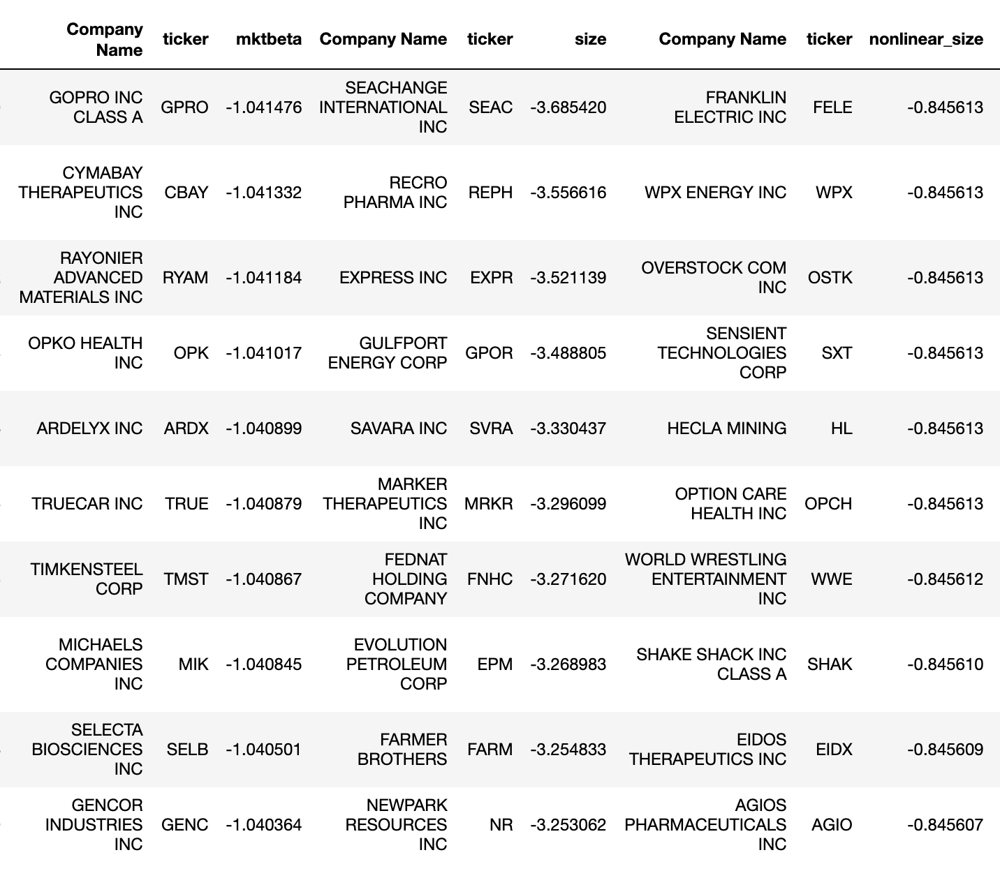 Company Name ticker mktbeta Company Name ticker size Company Name ticker nonlinear_size
GOPRO INC CLASS A GPRO -1.041476 SEACHANGE INTERNATIONAL INC SEAC -3.685420 FRANKLIN ELECTRIC INC FELE -0.845613
CYMABAY THERAPEUTICS INC CBAY -1.041332 RECRO PHARMA INC REPH -3.556616 WPX ENERGY INC WPX -0.845613
RAYONIER ADVANCED MATERIALS INC RYAM -1.041184 EXPRESS INC EXPR -3.521139 OVERSTOCK COM INC OSTK -0.845613
OPKO HEALTH INC OPK -1.041017 GULFPORT ENERGY CORP GPOR -3.488805 SENSIENT TECHNOLOGIES CORP SXT -0.845613
ARDELYX INC ARDX -1.040899 SAVARA INC SVRA -3.330437 HECLA MINING HL -0.845613
TRUECAR INC TRUE -1.040879 MARKER THERAPEUTICS INC MRKR -3.296099 OPTION CARE HEALTH INC OPCH -0.845613
TIMKENSTEEL CORP TMST -1.040867 FEDNAT HOLDING COMPANY FNHC -3.271620 WORLD WRESTLING ENTERTAINMENT INC WWE -0.845612
MICHAELS COMPANIES INC MIK -1.040845 EVOLUTION PETROLEUM CORP EPM -3.268983 SHAKE SHACK INC CLASS A SHAK -0.845610
SELECTA BIOSCIENCES INC SELB -1.040501 FARMER BROTHERS FARM -3.254833 EIDOS THERAPEUTICS INC EIDX -0.845609
GENCOR INDUSTRIES INC GENC -1.040364 NEWPARK RESOURCES INC NR -3.253062 AGIOS PHARMACEUTICALS INC AGIO -0.845607